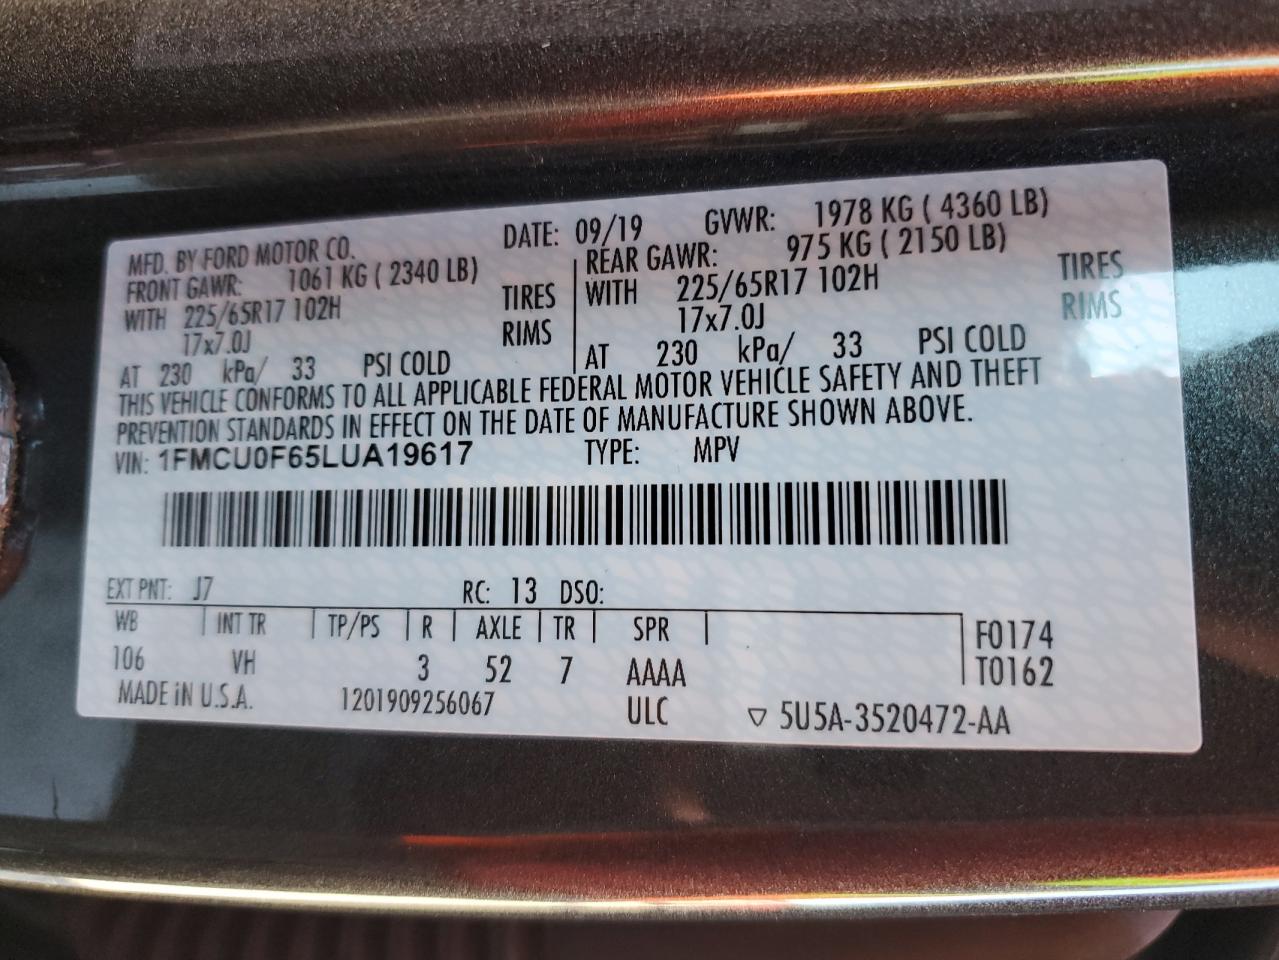 MFD. BY FORD MOTOR CO. DATE: 09/19 GVWR: 1978 KG ( 4360 LB)
FRONT GAWR: 1061 KG ( 2340 LB) REAR GAWR: 975 KG ( 2150 LB)
WITH 225/65R17 102H TIRES WITH 225/65R17 102H TIRES
17x7.0J RIMS 17x7.0J RIMS
AT 230 kPa/ 33 PSI COLD AT 230 kPa/ 33 PSI COLD
THIS VEHICLE CONFORMS TO ALL APPLICABLE FEDERAL MOTOR VEHICLE SAFETY AND THEFT
PREVENTION STANDARDS IN EFFECT ON THE DATE OF MANUFACTURE SHOWN ABOVE.
VIN: 1FMCU0F65LUA19617 TYPE: MPV
EXT PNT: J7 RC: 13 DSO:
WB INT TR TP/PS R AXLE TR SPR F0174
106 VH 3 52 7 AAAA T0162
MADE iN U.S.A. 1201909256067 ULC ▽ 5U5A-3520472-AA